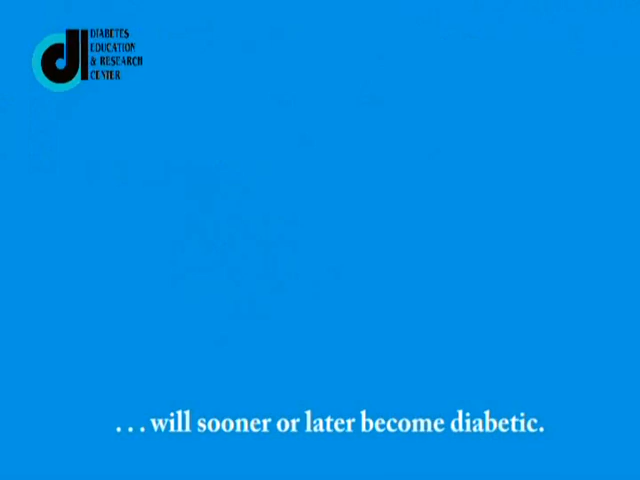 DIABETES
EDUCATION
& RESEARCH
CENTER
. . . will sooner or later become diabetic.